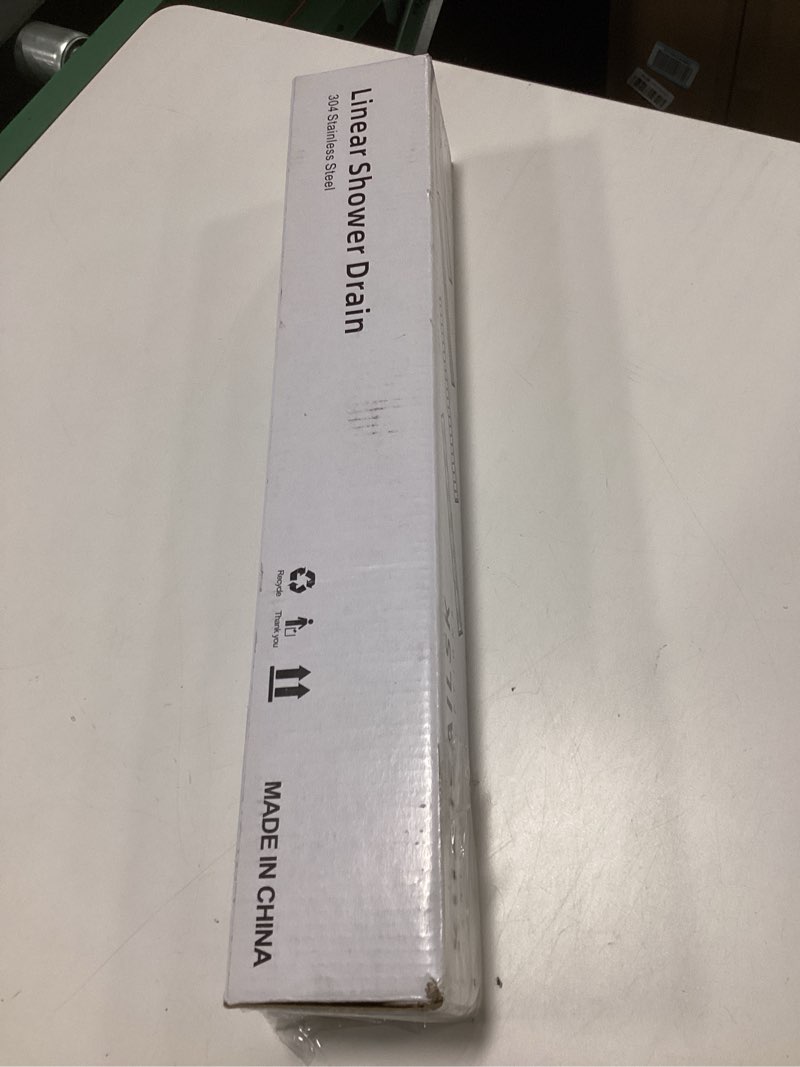 Linear Shower Drain
304 Stainless Steel
Recycle
Thank you
MADE IN CHINA